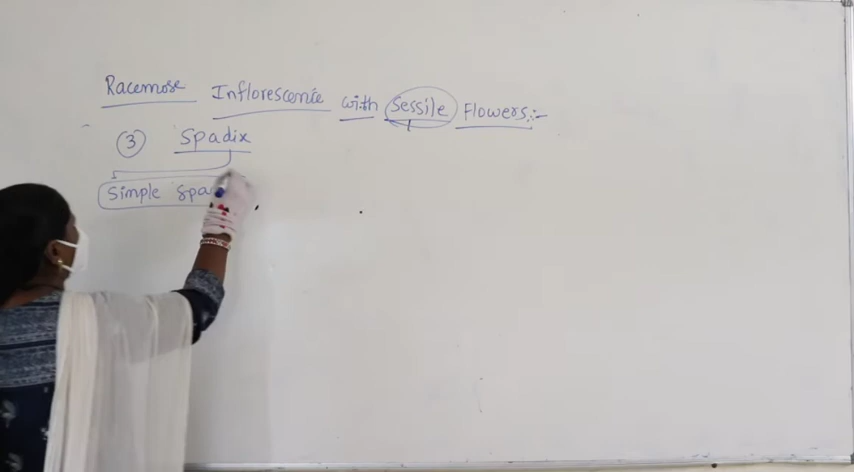 Racemose Inflorescence with Sessile Flowers:-
③ Spadix
Simple Spa